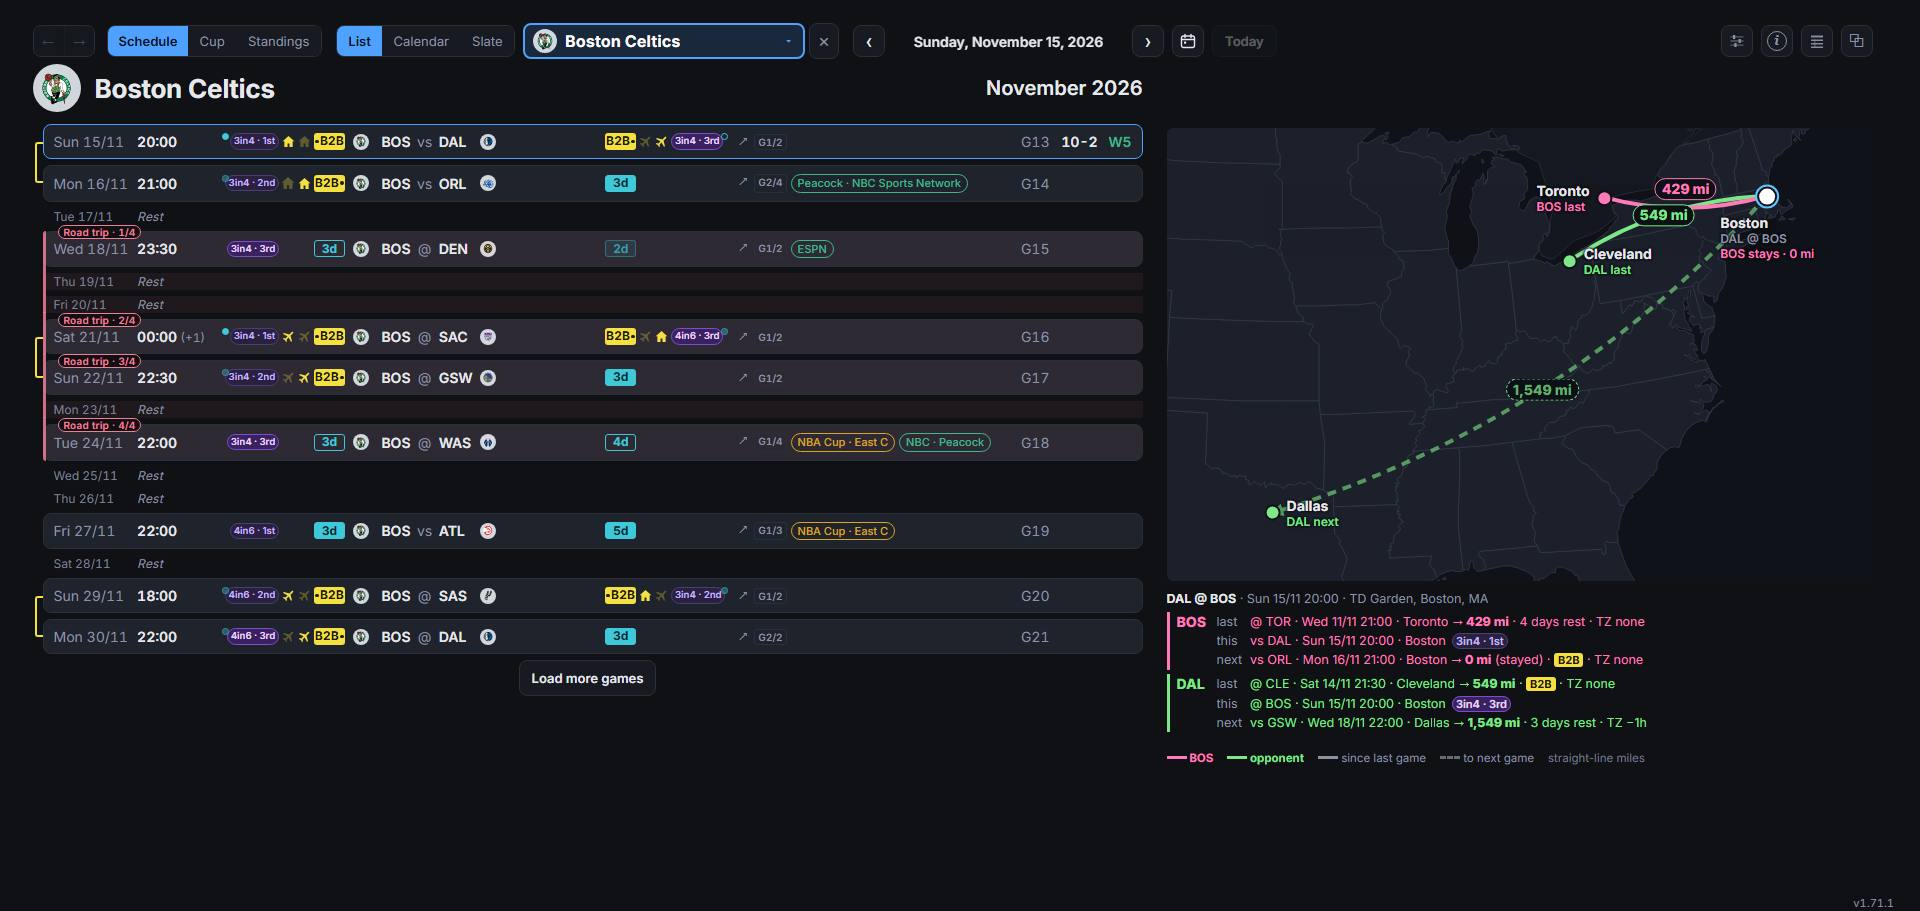 ← → Schedule Cup Standings List Calendar Slate Boston Celtics × ‹ Sunday, November 15, 2026 › Today
Boston Celtics November 2026
Sun 15/11 20:00 3in4 · 1st •B2B BOS vs DAL B2B• 3in4 · 3rd ↗ G1/2 G13 10-2 W5
Mon 16/11 21:00 3in4 · 2nd B2B• BOS vs ORL 3d ↗ G2/4 Peacock · NBC Sports Network G14
Tue 17/11 Rest
Road trip · 1/4
Wed 18/11 23:30 3in4 · 3rd 3d BOS @ DEN 2d ↗ G1/2 ESPN G15
Thu 19/11 Rest
Fri 20/11 Rest
Road trip · 2/4
Sat 21/11 00:00 (+1) 3in4 · 1st •B2B BOS @ SAC B2B• 4in6 · 3rd ↗ G1/2 G16
Road trip · 3/4
Sun 22/11 22:30 3in4 · 2nd B2B• BOS @ GSW 3d ↗ G1/2 G17
Mon 23/11 Rest
Road trip · 4/4
Tue 24/11 22:00 3in4 · 3rd 3d BOS @ WAS 4d ↗ G1/4 NBA Cup · East C NBC · Peacock G18
Wed 25/11 Rest
Thu 26/11 Rest
Fri 27/11 22:00 4in6 · 1st 3d BOS vs ATL 5d ↗ G1/3 NBA Cup · East C G19
Sat 28/11 Rest
Sun 29/11 18:00 4in6 · 2nd •B2B BOS @ SAS •B2B 3in4 · 2nd ↗ G1/2 G20
Mon 30/11 22:00 4in6 · 3rd B2B• BOS @ DAL 3d ↗ G2/2 G21
Load more games
Toronto
BOS last
429 mi
549 mi
Boston
DAL @ BOS
BOS stays · 0 mi
Cleveland
DAL last
1,549 mi
Dallas
DAL next
DAL @ BOS · Sun 15/11 20:00 · TD Garden, Boston, MA
BOS last @ TOR · Wed 11/11 21:00 · Toronto → 429 mi · 4 days rest · TZ none
this vs DAL · Sun 15/11 20:00 · Boston 3in4 · 1st
next vs ORL · Mon 16/11 21:00 · Boston → 0 mi (stayed) · B2B · TZ none
DAL last @ CLE · Sat 14/11 21:30 · Cleveland → 549 mi · B2B · TZ none
this @ BOS · Sun 15/11 20:00 · Boston 3in4 · 3rd
next vs GSW · Wed 18/11 22:00 · Dallas → 1,549 mi · 3 days rest · TZ −1h
BOS opponent since last game to next game straight-line miles
v1.71.1